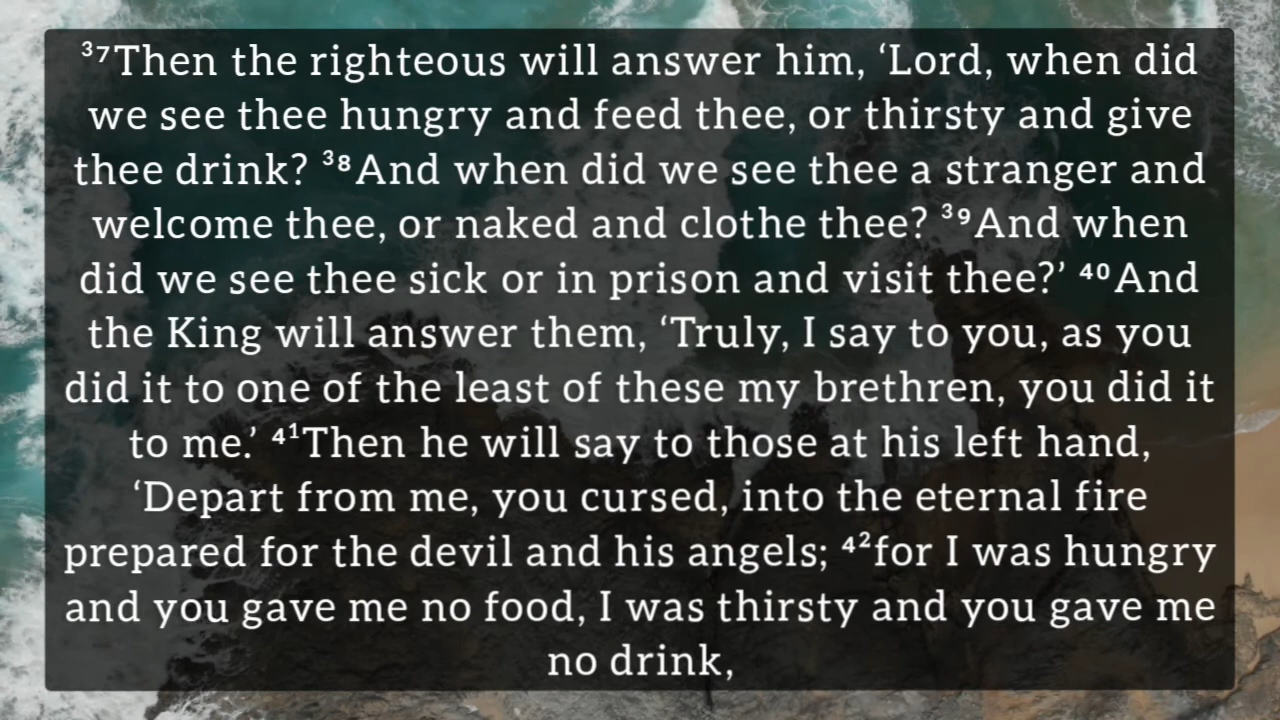 ³⁷Then the righteous will answer him, ‘Lord, when did
we see thee hungry and feed thee, or thirsty and give
thee drink? ³⁸And when did we see thee a stranger and
welcome thee, or naked and clothe thee? ³⁹And when
did we see thee sick or in prison and visit thee?’ ⁴⁰And
the King will answer them, ‘Truly, I say to you, as you
did it to one of the least of these my brethren, you did it
to me.’ ⁴¹Then he will say to those at his left hand,
‘Depart from me, you cursed, into the eternal fire
prepared for the devil and his angels; ⁴²for I was hungry
and you gave me no food, I was thirsty and you gave me
no drink,